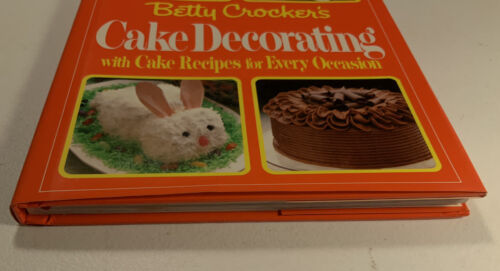 Betty Crocker's
Cake Decorating
with Cake Recipes for Every Occasion